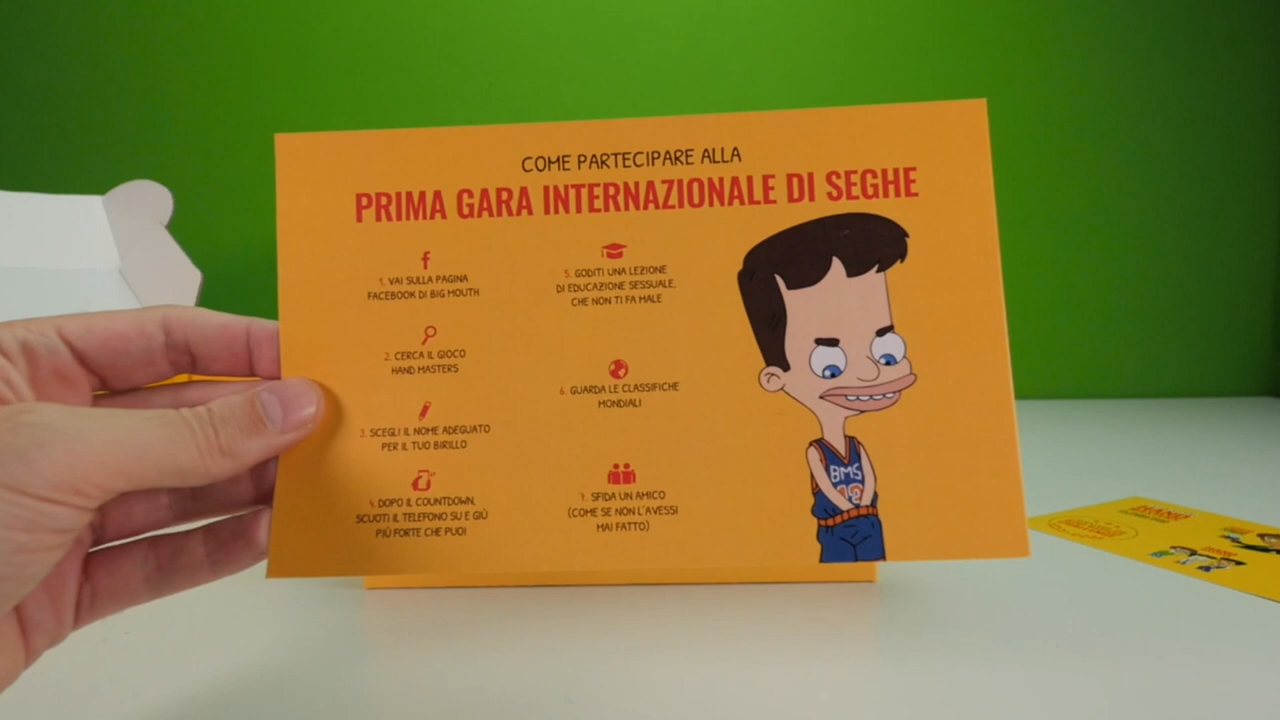 COME PARTECIPARE ALLA
PRIMA GARA INTERNAZIONALE DI SEGHE
1. VAI SULLA PAGINA
FACEBOOK DI BIG MOUTH
2. CERCA IL GIOCO
HAND MASTERS
3. SCEGLI IL NOME ADEGUATO
PER IL TUO BIRILLO
4. DOPO IL COUNTDOWN,
SCUOTI IL TELEFONO SU E GIÙ
PIÙ FORTE CHE PUOI
5. GODITI UNA LEZIONE
DI EDUCAZIONE SESSUALE,
CHE NON TI FA MALE
6. GUARDA LE CLASSIFICHE
MONDIALI
7. SFIDA UN AMICO
(COME SE NON L'AVESSI
MAI FATTO)
BMS